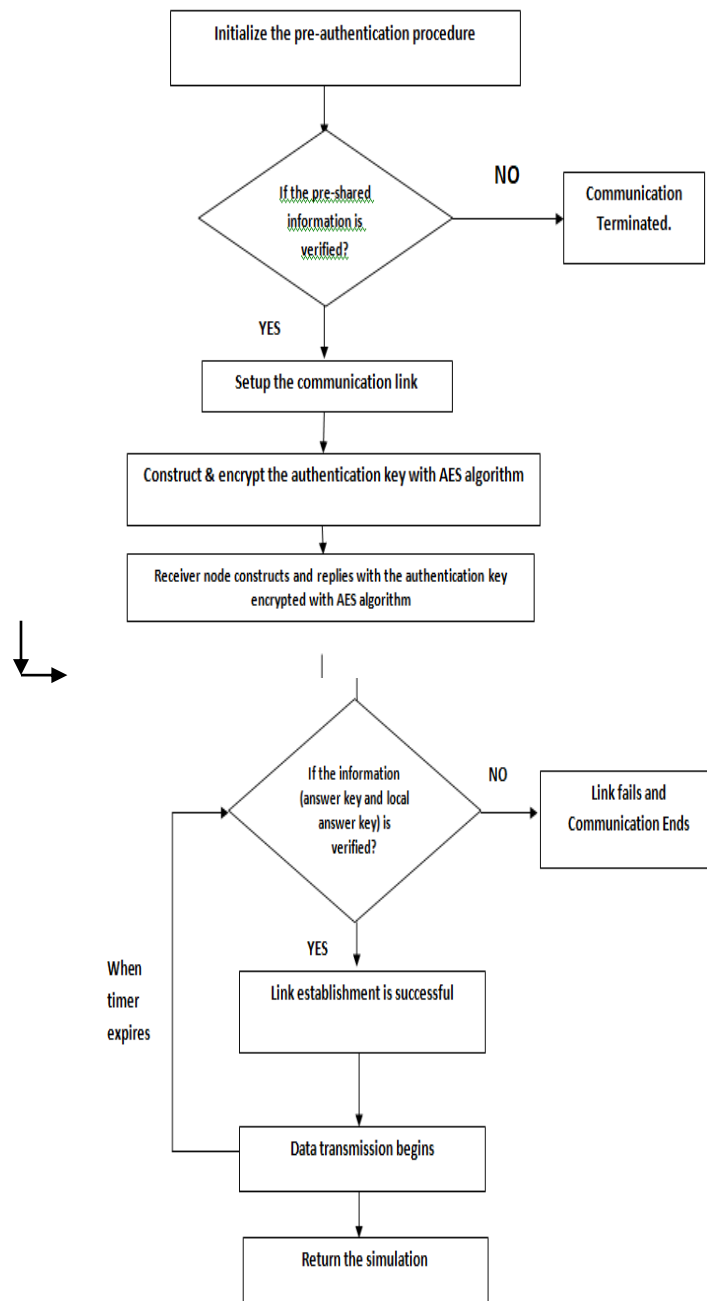 Initialize the pre-authentication procedure
If the pre-shared
information is
verified?
NO
Communication
Terminated.
YES
Setup the communication link
Construct & encrypt the authentication key with AES algorithm
Receiver node constructs and replies with the authentication key
encrypted with AES algorithm
If the information
(answer key and local
answer key) is
verified?
NO
Link fails and
Communication Ends
YES
When
timer
expires
Link establishment is successful
Data transmission begins
Return the simulation